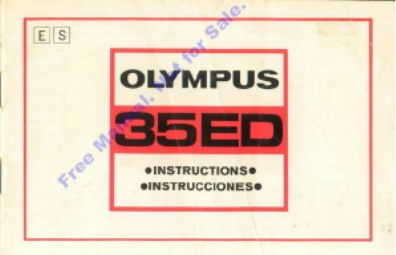 E S
OLYMPUS
35ED
•INSTRUCTIONS•
•INSTRUCCIONES•
Free Manual. Not for Sale.